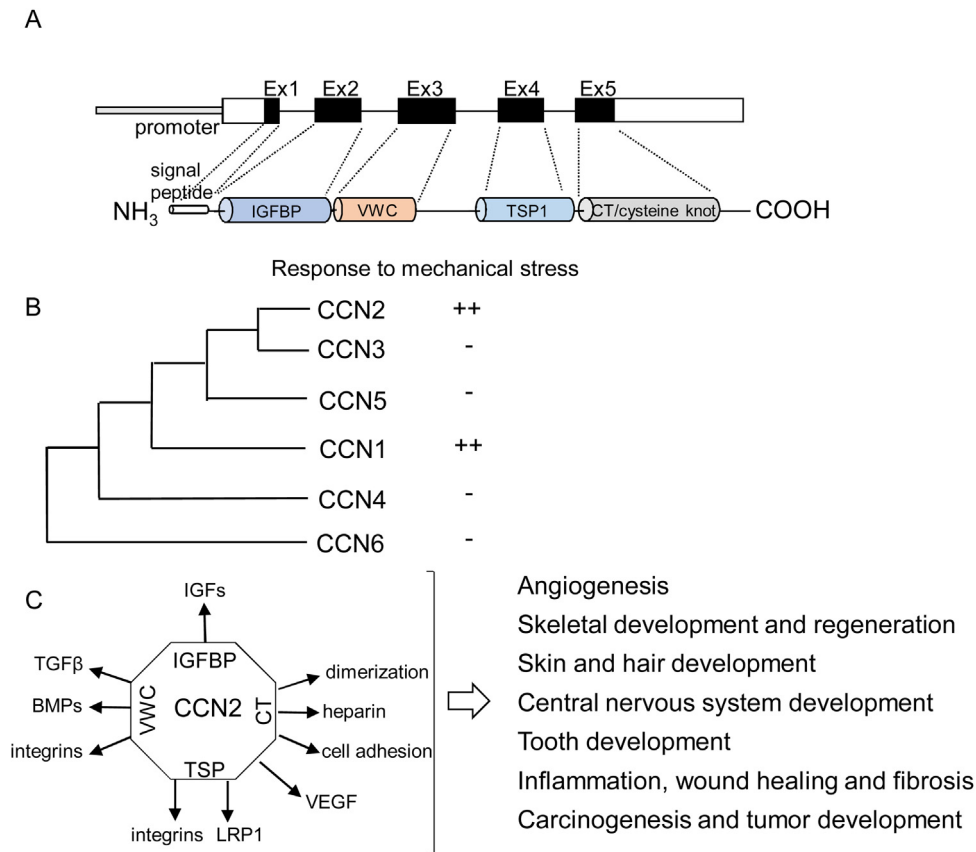 A
Ex1 Ex2 Ex3 Ex4 Ex5
promoter
signal
peptide
NH3 IGFBP VWC TSP1 CT/cysteine knot COOH
Response to mechanical stress
B
CCN2 ++
CCN3 -
CCN5 -
CCN1 ++
CCN4 -
CCN6 -
C
IGFs
TGFβ
BMPs
integrins
IGFBP
VWC
CCN2
CT
TSP
dimerization
heparin
cell adhesion
VEGF
integrins LRP1
Angiogenesis
Skeletal development and regeneration
Skin and hair development
Central nervous system development
Tooth development
Inflammation, wound healing and fibrosis
Carcinogenesis and tumor development